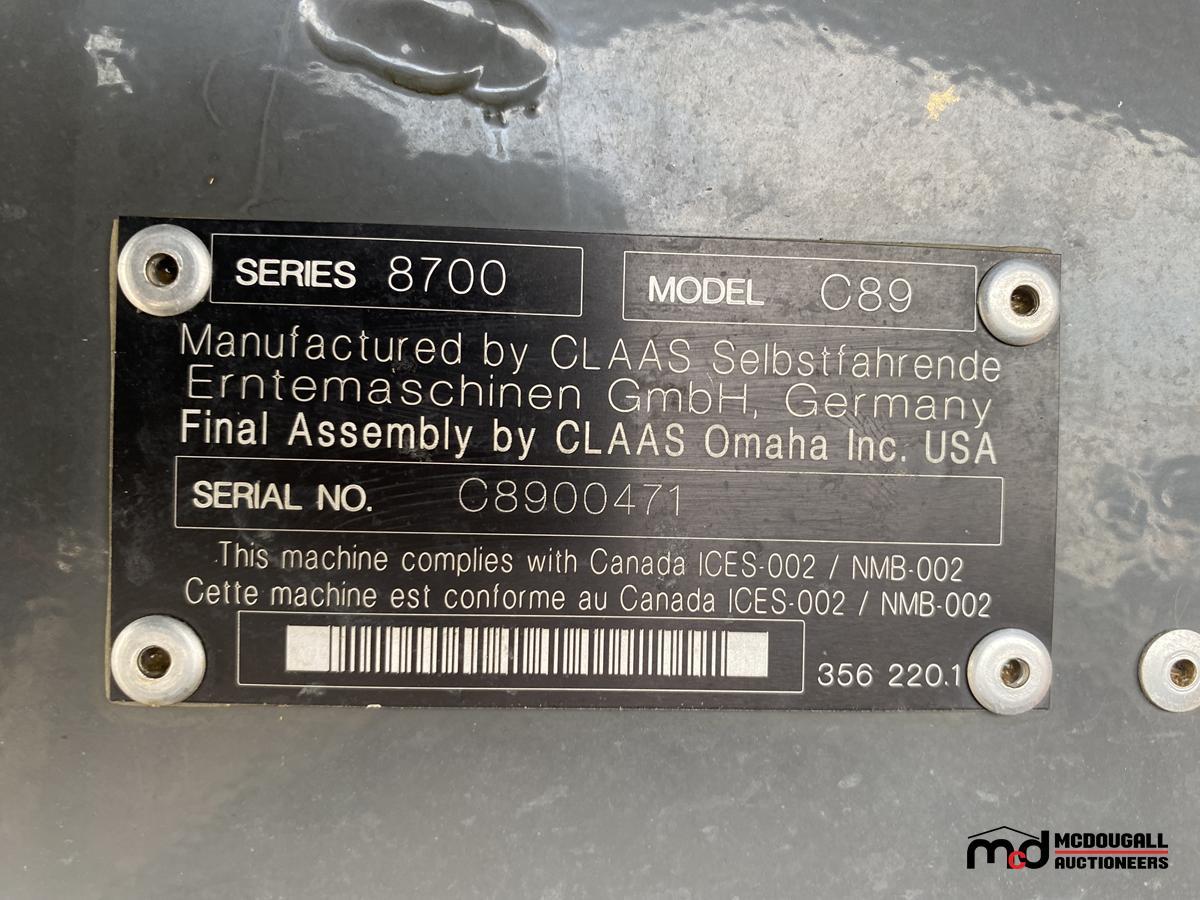 SERIES 8700 MODEL C89
Manufactured by CLAAS Selbstfahrende
Erntemaschinen GmbH, Germany
Final Assembly by CLAAS Omaha Inc. USA
SERIAL NO. C8900471
This machine complies with Canada ICES-002 / NMB-002
Cette machine est conforme au Canada ICES-002 / NMB-002
356 220.1
mcd MCDOUGALL
AUCTIONEERS